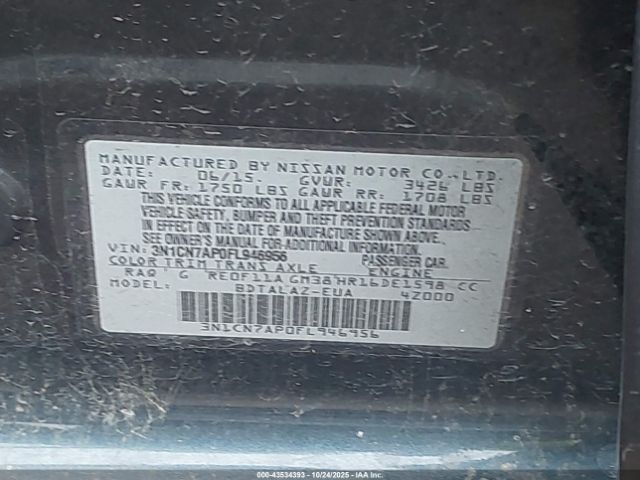 MANUFACTURED BY NISSAN MOTOR CO., LTD.
DATE: 06/15 GVWR: 3426 LBS
GAWR FR: 1750 LBS GAWR RR: 1708 LBS
THIS VEHICLE CONFORMS TO ALL APPLICABLE FEDERAL MOTOR
VEHICLE SAFETY, BUMPER AND THEFT PREVENTION STANDARDS
IN EFFECT ON THE DATE OF MANUFACTURE SHOWN ABOVE.
SEE OWNER'S MANUAL FOR ADDITIONAL INFORMATION.
VIN: 3N1CN7AP0FL946956 PASSENGER CAR
COLOR TRIM TRANS AXLE ENGINE
RAQ G RE0F11A GM38 HR16DE1598 CC
MODEL: BDTALAZ-EUA 4Z000
3N1CN7AP0FL946956
000-43534393 - 10/24/2025 - IAA Inc.